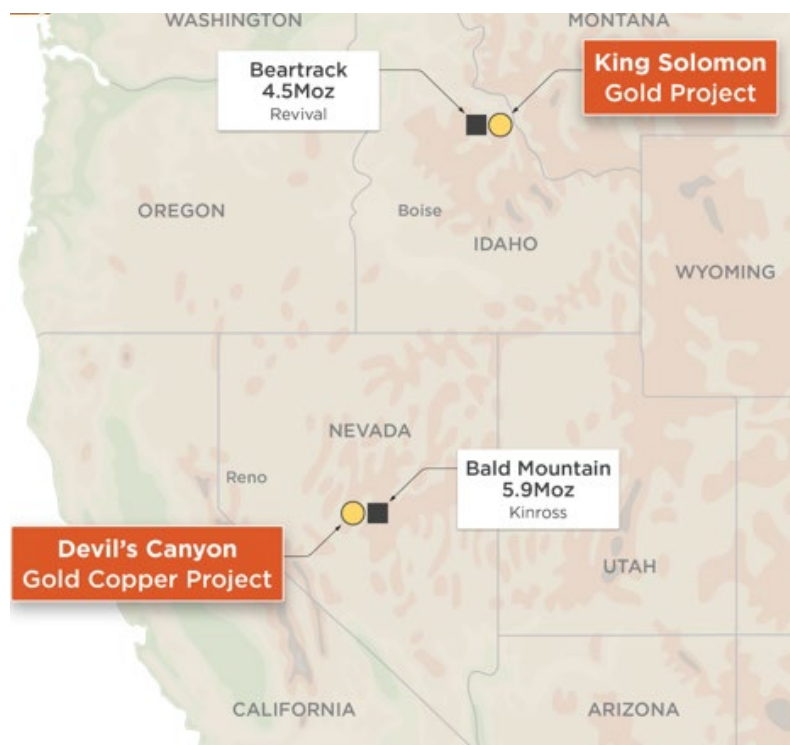 WASHINGTON
MONTANA
Beartrack
4.5Moz
Revival
King Solomon
Gold Project
OREGON
Boise
IDAHO
WYOMING
NEVADA
Reno
Bald Mountain
5.9Moz
Kinross
Devil's Canyon
Gold Copper Project
UTAH
CALIFORNIA
ARIZONA